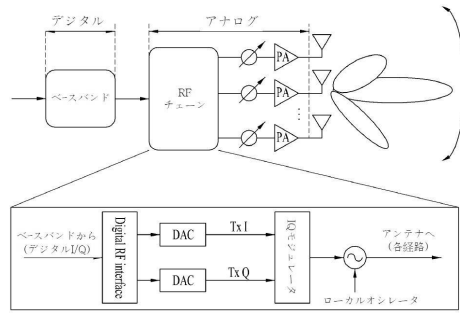 デジタル
アナログ
ベースバンド
RF
チェーン
PA
PA
...
PA
ベースバンドから
(デジタルI/Q)
Digital RF interface
DAC
Tx I
DAC
Tx Q
IQモジュレータ
アンテナへ
(各経路)
ローカルオシレータ